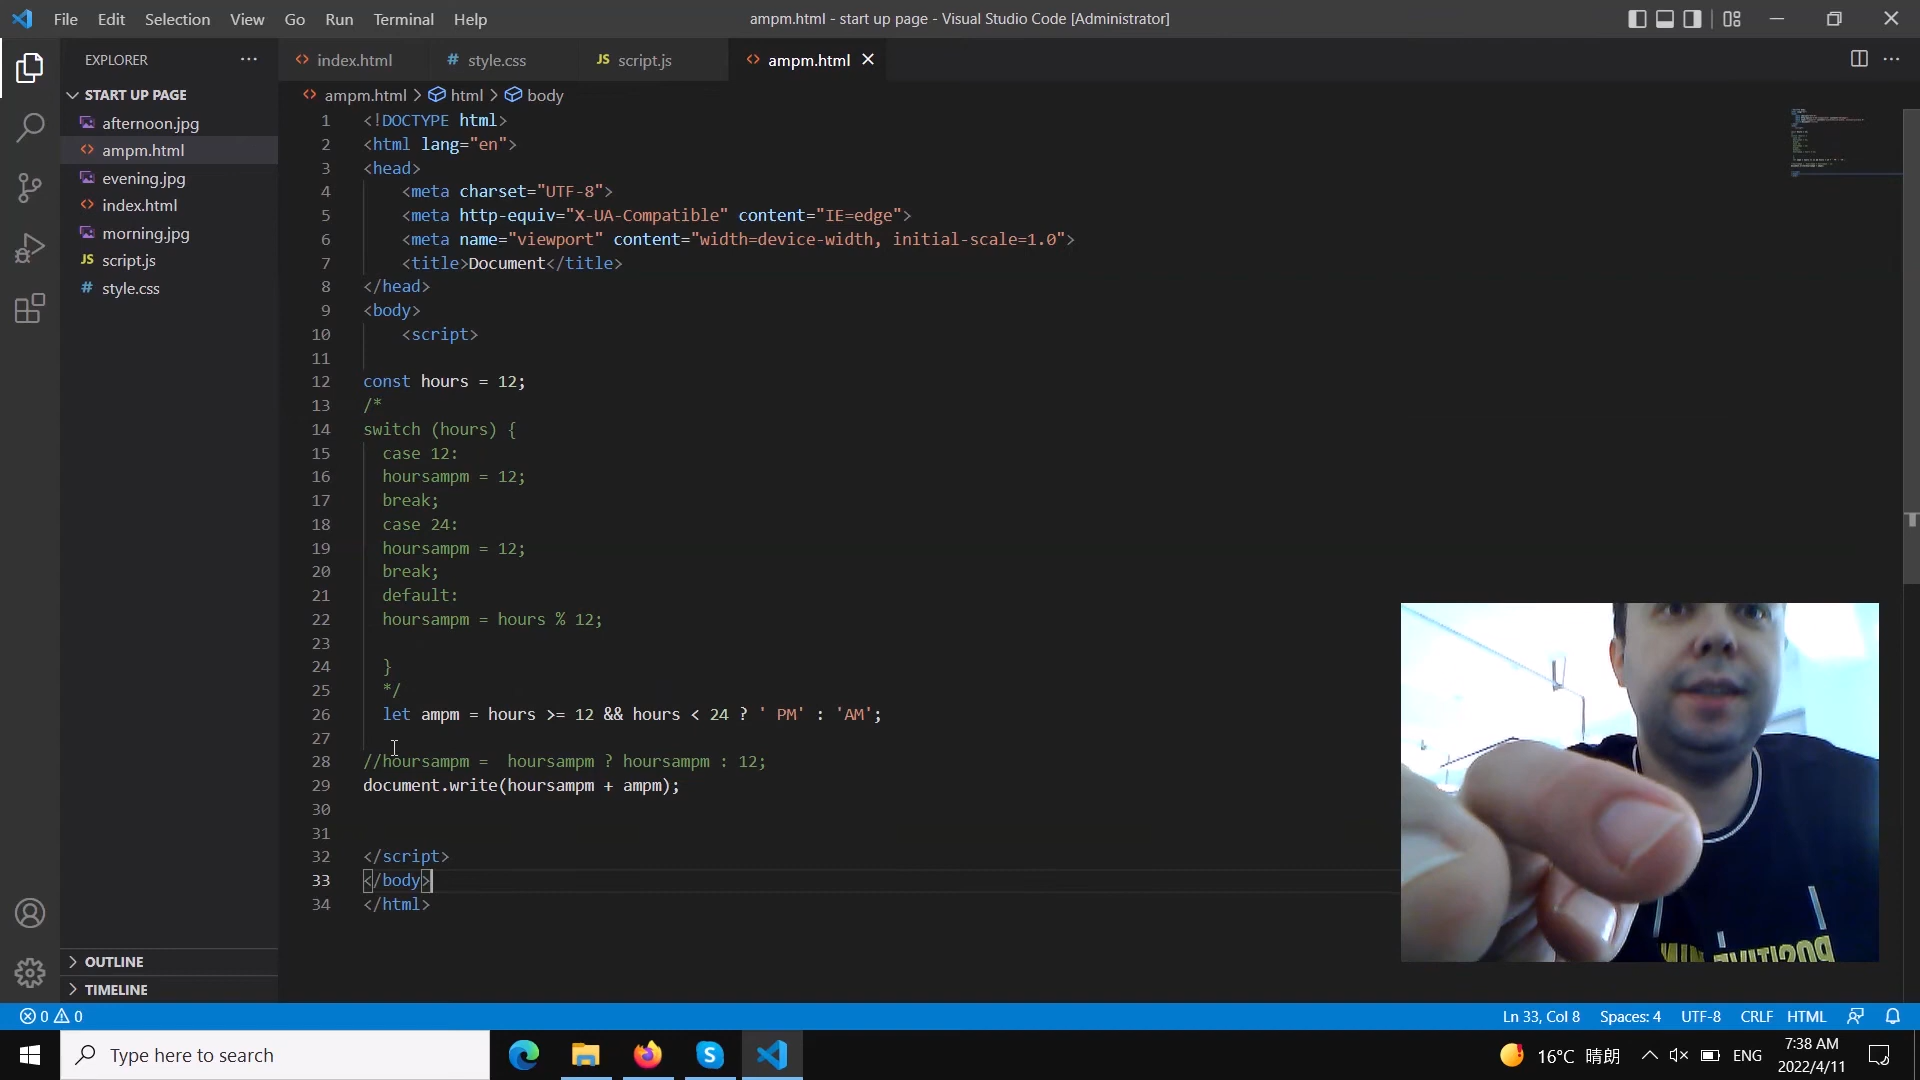 File Edit Selection View Go Run Terminal Help
ampm.html - start up page - Visual Studio Code [Administrator]
EXPLORER
START UP PAGE
afternoon.jpg
ampm.html
evening.jpg
index.html
morning.jpg
JS script.js
# style.css
OUTLINE
TIMELINE
index.html # style.css JS script.js ampm.html
ampm.html > html > body
1 <!DOCTYPE html>
2 <html lang="en">
3 <head>
4 <meta charset="UTF-8">
5 <meta http-equiv="X-UA-Compatible" content="IE=edge">
6 <meta name="viewport" content="width=device-width, initial-scale=1.0">
7 <title>Document</title>
8 </head>
9 <body>
10 <script>
11
12 const hours = 12;
13 /*
14 switch (hours) {
15 case 12:
16 hoursampm = 12;
17 break;
18 case 24:
19 hoursampm = 12;
20 break;
21 default:
22 hoursampm = hours % 12;
23
24 }
25 */
26 let ampm = hours >= 12 && hours < 24 ? ' PM' : 'AM';
27
28 //hoursampm =  hoursampm ? hoursampm : 12;
29 document.write(hoursampm + ampm);
30
31
32 </script>
33 </body>
34 </html>
0 0
Ln 33, Col 8 Spaces: 4 UTF-8 CRLF HTML
Type here to search
16°C 晴朗 ENG
7:38 AM
2022/4/11